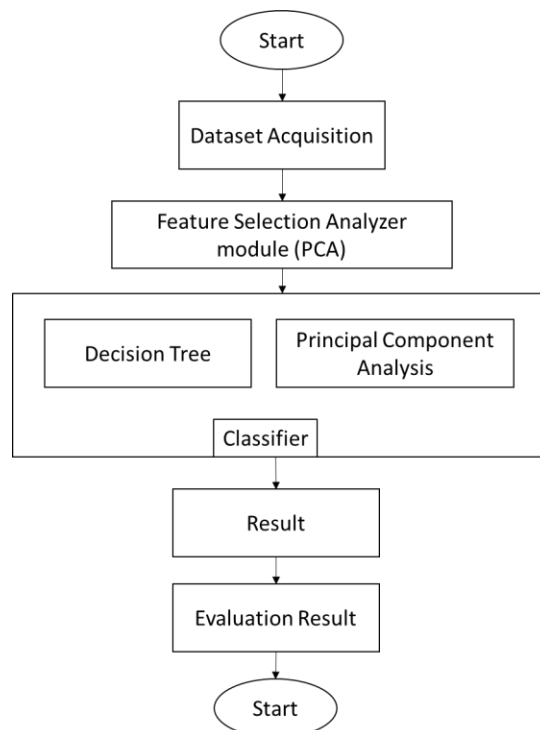 Start
Dataset Acquisition
Feature Selection Analyzer
module (PCA)
Decision Tree
Principal Component
Analysis
Classifier
Result
Evaluation Result
Start